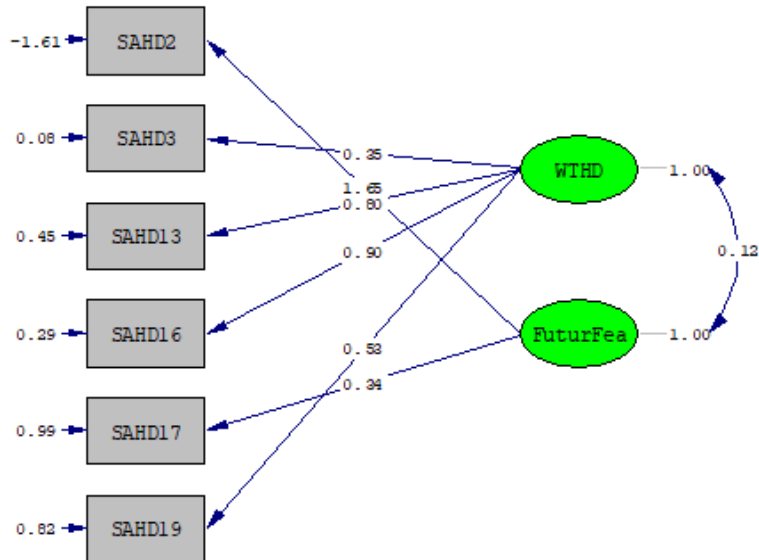 -1.61 SAHD2
0.08 SAHD3
0.35
WTHD 1.00
1.65
0.80
0.45 SAHD13
0.90
0.12
0.29 SAHD16
0.53
FuturFea 1.00
0.34
0.99 SAHD17
0.82 SAHD19